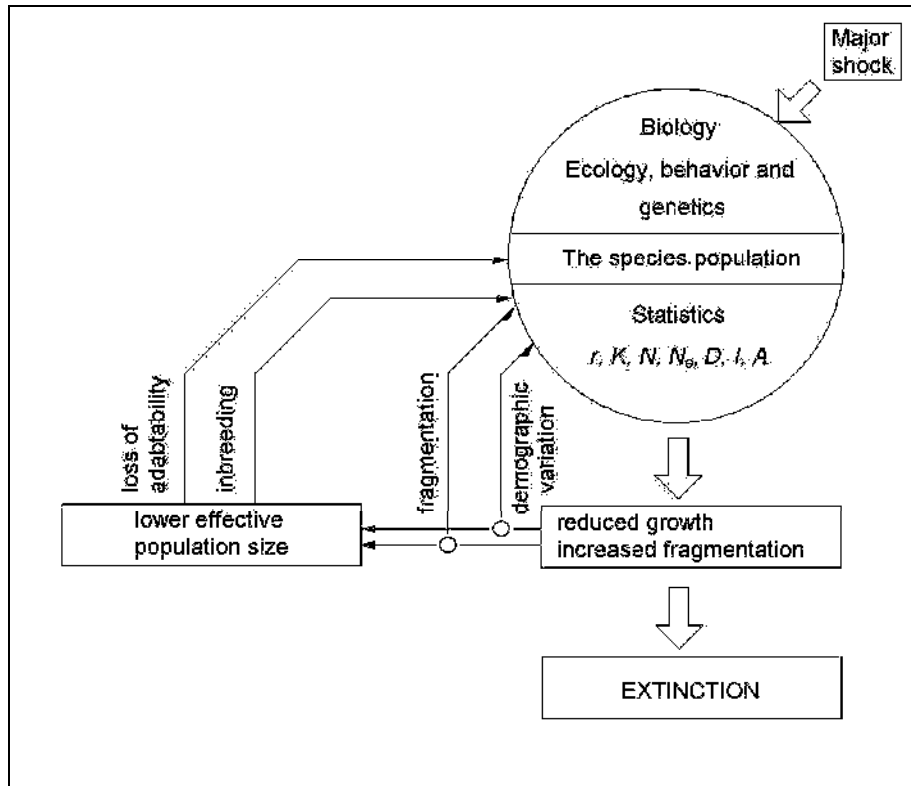 Major
shock
Biology
Ecology, behavior and
genetics
The species population
Statistics
r, K, N, Ne, D, I, A
loss of
adabtability
inbreeding
fragmentation
demographic
variation
lower effective
population size
reduced growth
increased fragmentation
EXTINCTION